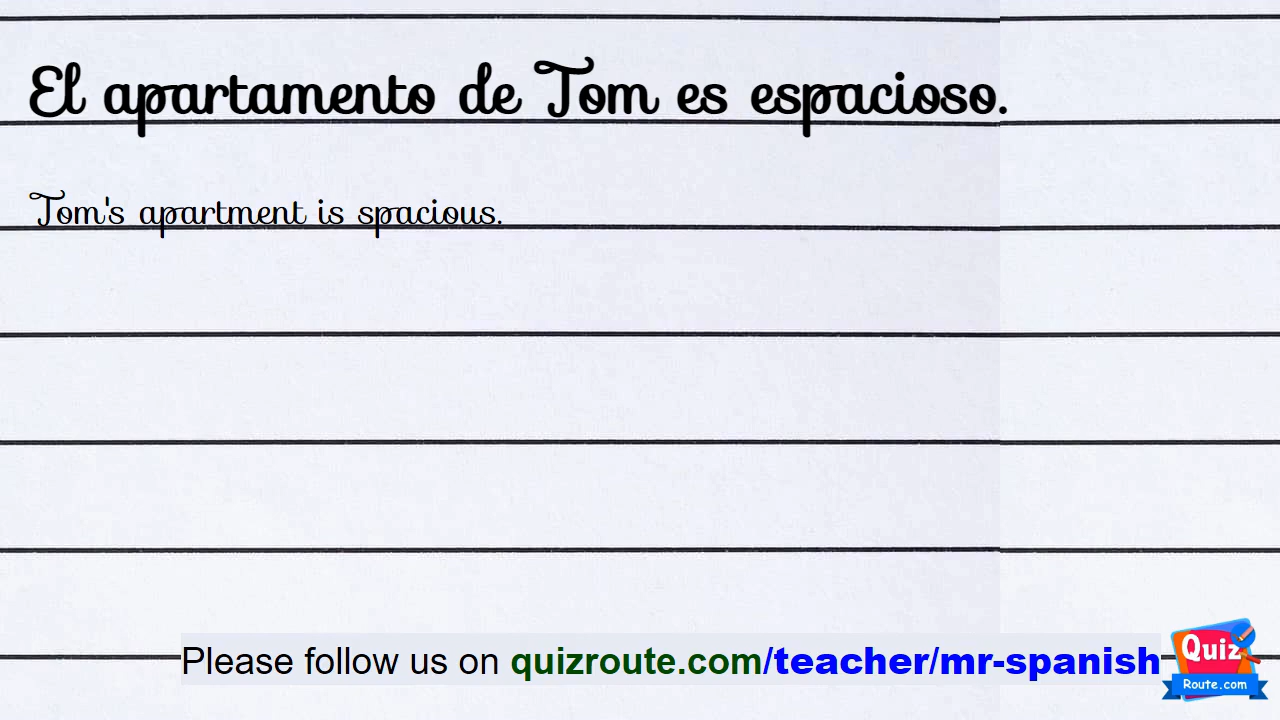 El apartamento de Tom es espacioso.
Tom's apartment is spacious.
Please follow us on quizroute.com/teacher/mr-spanish
Quiz
Route.com